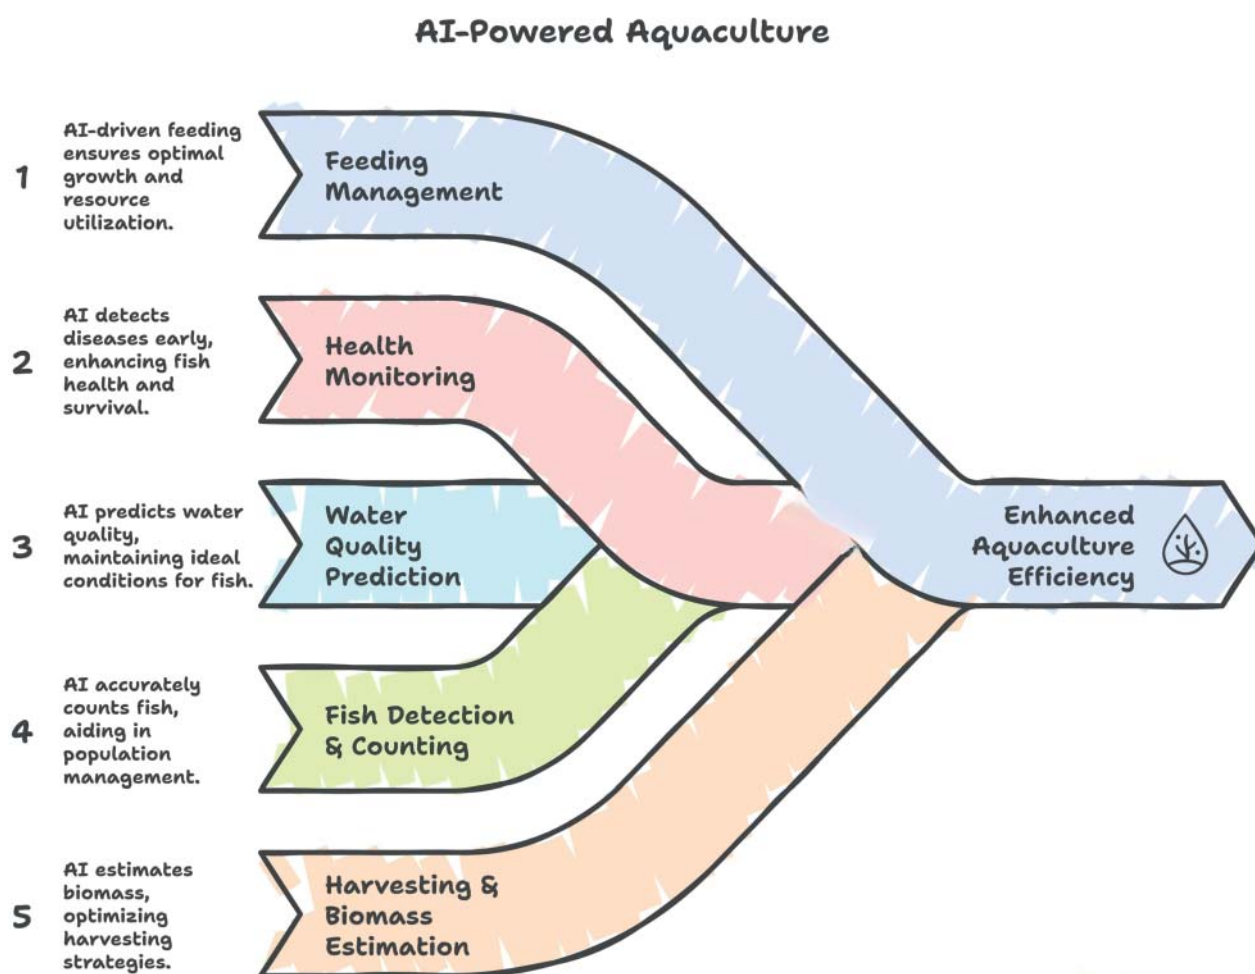 AI-Powered Aquaculture
1
AI-driven feeding
ensures optimal
growth and
resource
utilization.
Feeding
Management
2
AI detects
diseases early,
enhancing fish
health and
survival.
Health
Monitoring
3
AI predicts water
quality,
maintaining ideal
conditions for fish.
Water
Quality
Prediction
Enhanced
Aquaculture
Efficiency
4
AI accurately
counts fish,
aiding in
population
management.
Fish Detection
& Counting
5
AI estimates
biomass,
optimizing
harvesting
strategies.
Harvesting &
Biomass
Estimation